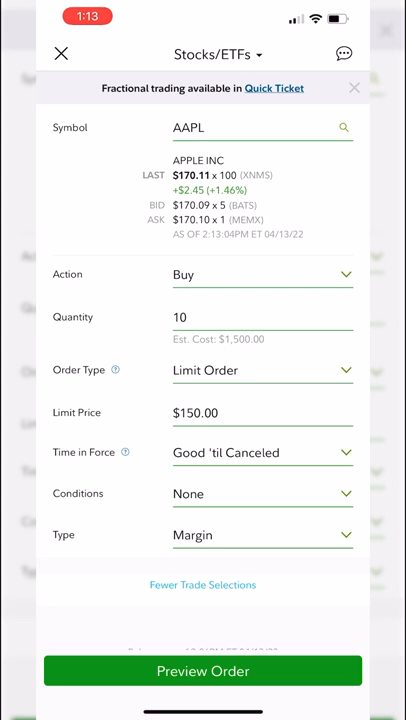 1:13
Stocks/ETFs
Fractional trading available in Quick Ticket
Symbol AAPL
APPLE INC
LAST $170.11 x 100 (XNMS)
+$2.45 (+1.46%)
BID $170.09 x 5 (BATS)
ASK $170.10 x 1 (MEMX)
AS OF 2:13:04PM ET 04/13/22
Action Buy
Quantity 10
Est. Cost: $1,500.00
Order Type ? Limit Order
Limit Price $150.00
Time in Force ? Good 'til Canceled
Conditions None
Type Margin
Fewer Trade Selections
Preview Order